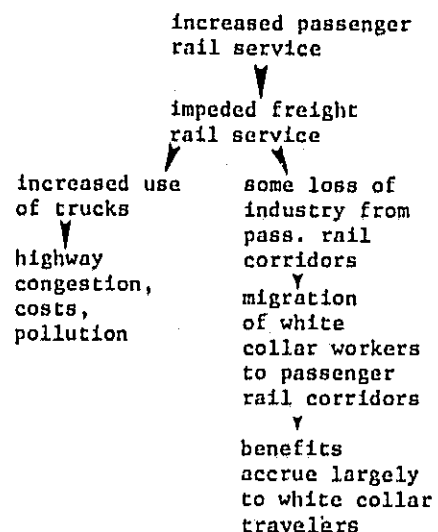 increased passenger
rail service
impeded freight
rail service
increased use
of trucks
highway
congestion,
costs,
pollution
some loss of
industry from
pass. rail
corridors
migration
of white
collar workers
to passenger
rail corridors
benefits
accrue largely
to white collar
travelers